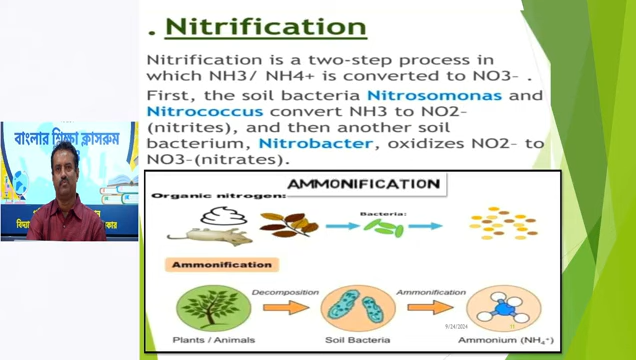 . Nitrification
Nitrification is a two-step process in
which NH3/ NH4+ is converted to NO3- .
First, the soil bacteria Nitrosomonas and
Nitrococcus convert NH3 to NO2-
(nitrites), and then another soil
bacterium, Nitrobacter, oxidizes NO2- to
NO3-(nitrates).
বাংলার শিক্ষা ক্লাসরুম
AMMONIFICATION
Organic nitrogen:
Bacteria:
Ammonification
Decomposition
Ammonification
9/24/2024
Plants / Animals
Soil Bacteria
Ammonium (NH₄⁺)